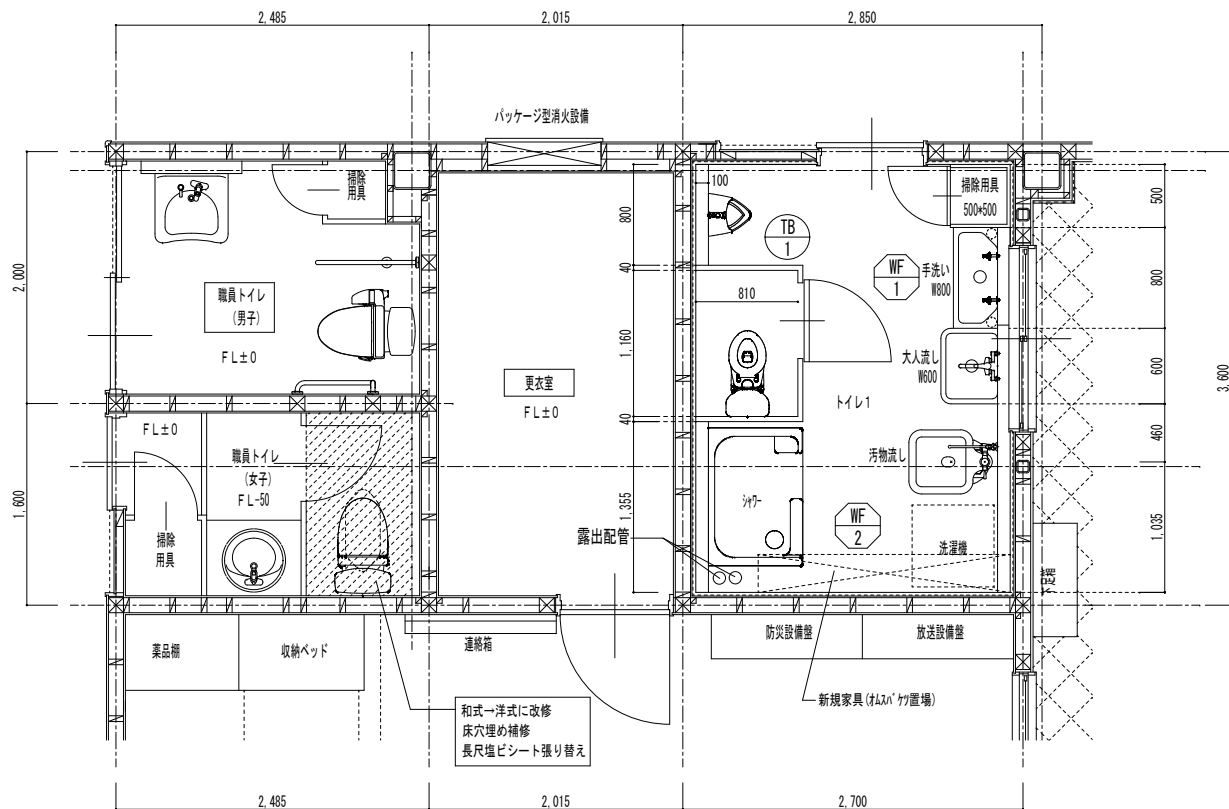 2,485
2,015
2,850
パッケージ型消火設備
掃除
用具
100
TB
1
掃除用具
500*500
500
800
WF
1
手洗い
W800
800
2,000
職員トイレ
(男子)
FL±0
40
810
1,160
大人流し
W600
600
3,600
更衣室
FL±0
トイレ1
40
FL±0
職員トイレ
(女子)
FL-50
460
汚物流し
1,600
1,355
シャワー
WF
2
1,035
露出配管
掃除
用具
洗濯機
薬品棚
収納ベッド
連絡箱
防災設備盤
放送設備盤
新規家具(オムスバケツ置場)
和式→洋式に改修
床穴埋め補修
長尺塩ビシート張り替え
2,485
2,015
2,700